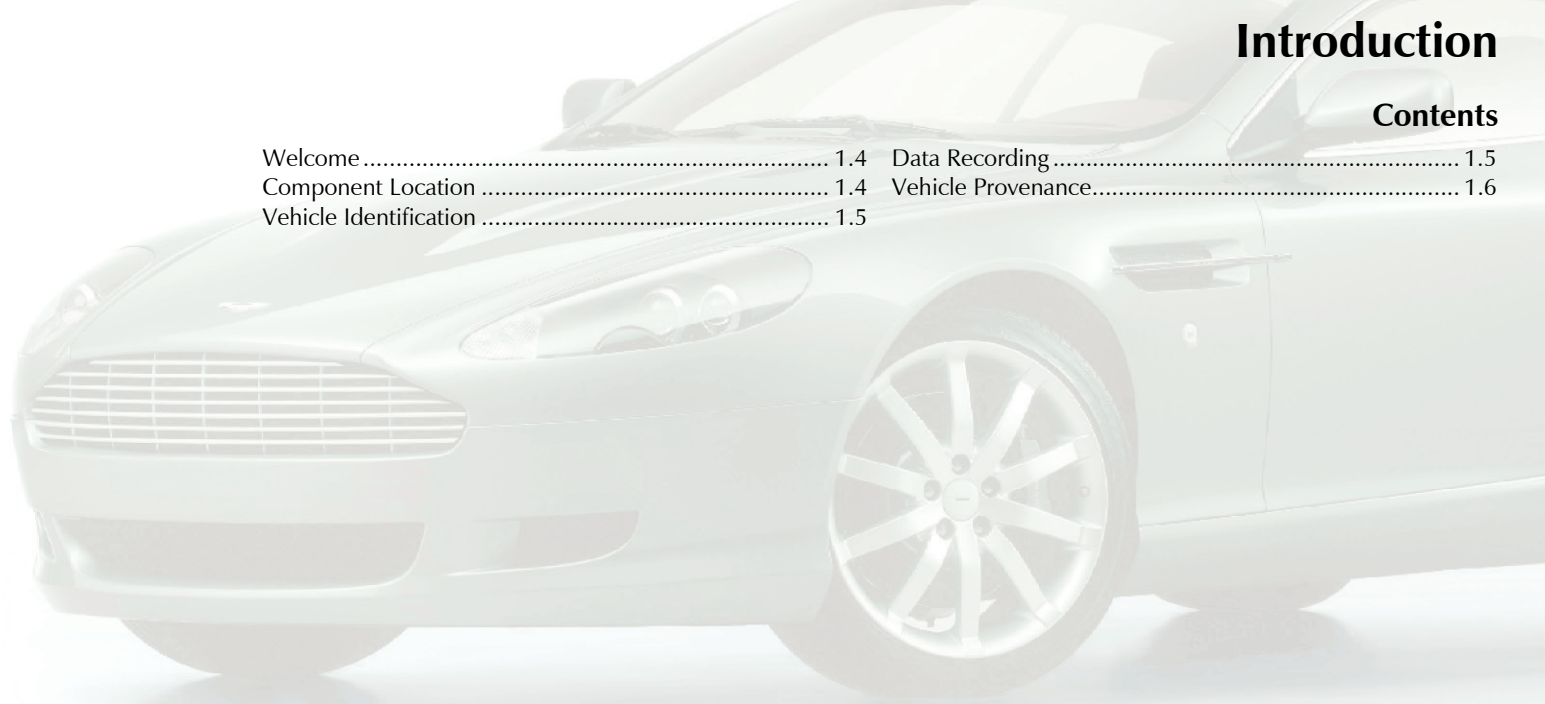 Introduction
Contents
Welcome....................................................................... 1.4
Component Location ..................................................... 1.4
Vehicle Identification ..................................................... 1.5
Data Recording.............................................................. 1.5
Vehicle Provenance........................................................ 1.6